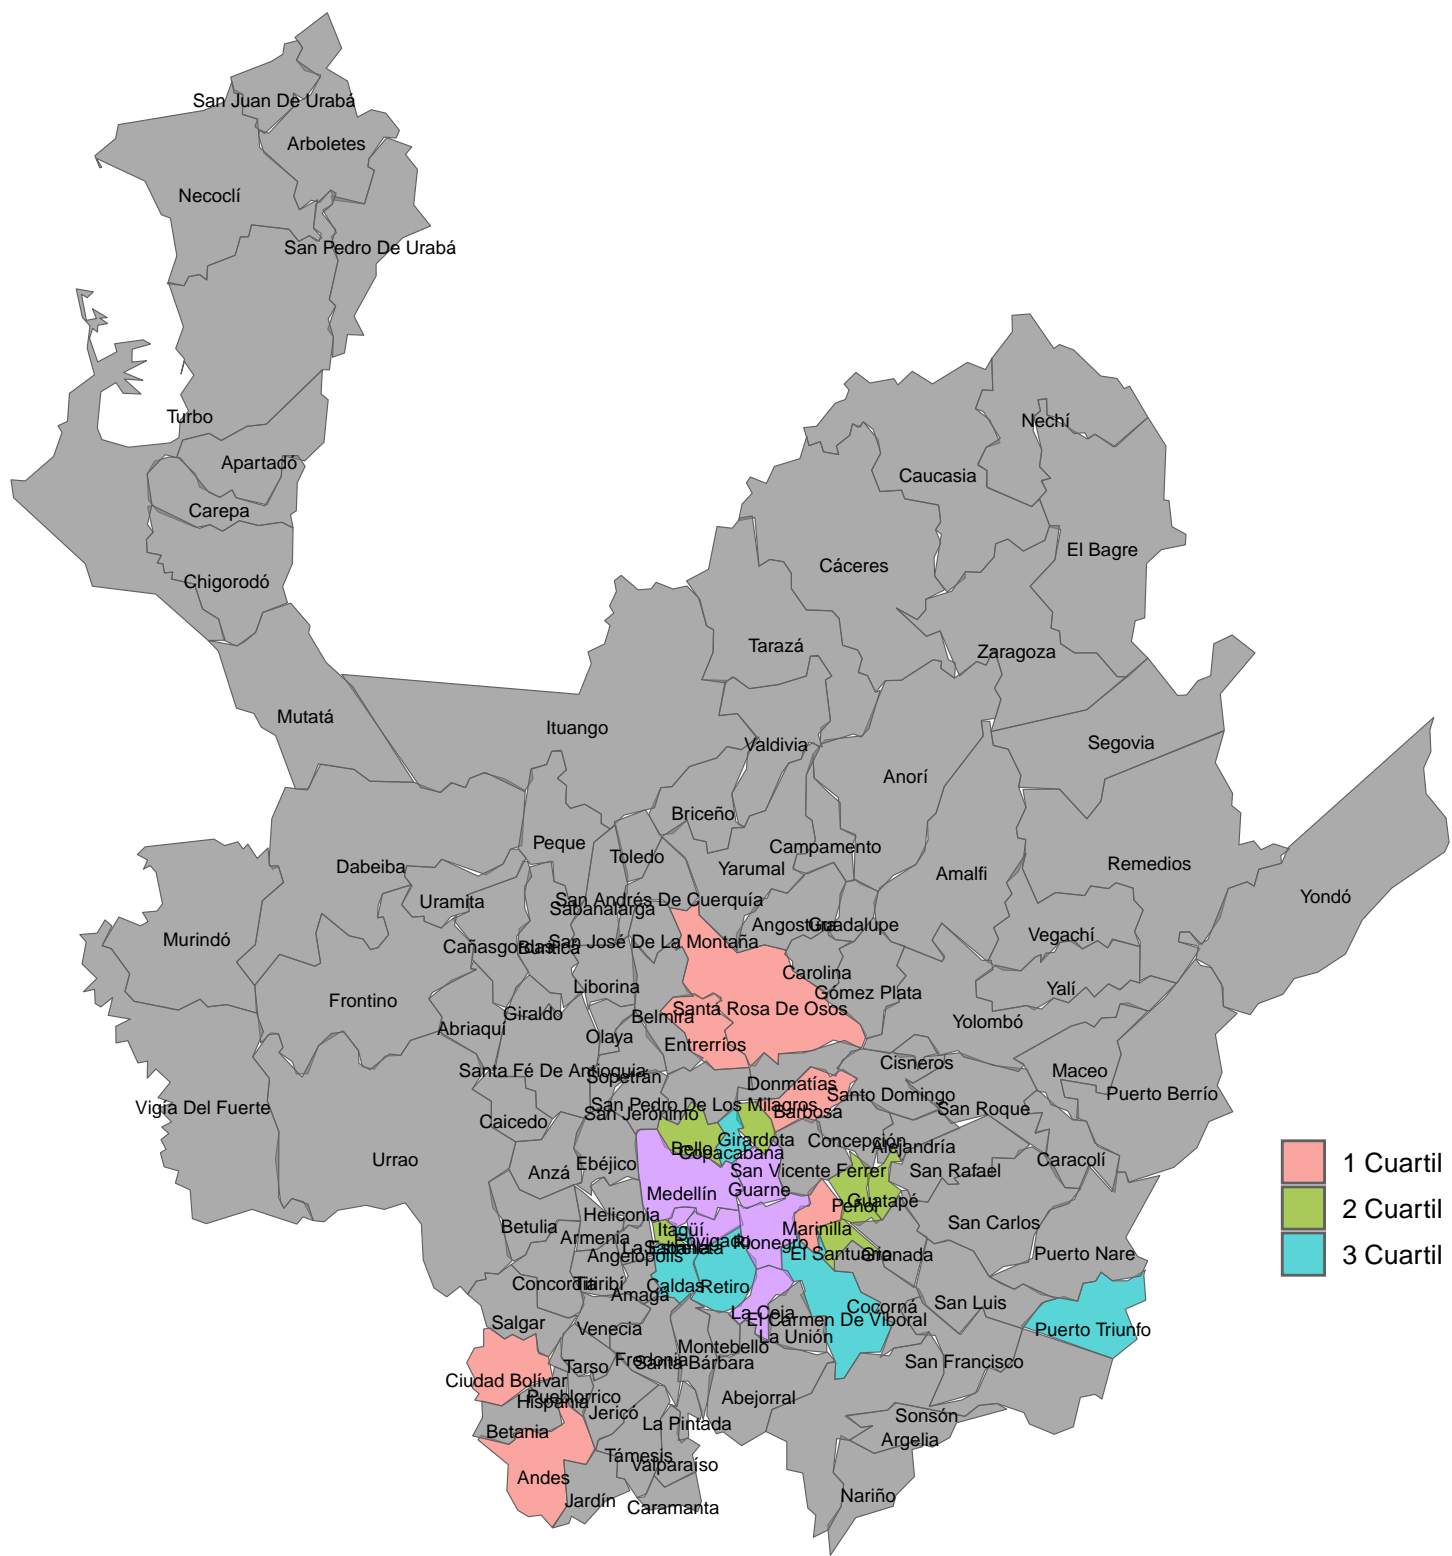 San Juan De Urabá
Arboletes
Necoclí
San Pedro De Urabá
Turbo
Nechí
Apartadó
Caucasia
Carepa
El Bagre
Cáceres
Chigorodó
Tarazá
Zaragoza
Mutatá
Ituango
Valdivia
Segovia
Anorí
Briceño
Peque
Campamento
Toledo
Dabeiba
Yarumal
Remedios
Amalfi
Yondó
Uramita
San Andrés De Cuerquía
Sabanalarga
Angostura
Guadalupe
Vegachí
Murindó
Cañasgordas
Buriticá
San José De La Montaña
Carolina
Liborina
Yalí
Gómez Plata
Frontino
Santa Rosa De Osos
Giraldo
Belmira
Yolombó
Abriaquí
Olaya
Entrerríos
Cisneros
Santa Fé De Antioquia
Sopetrán
Maceo
Donmatías
Santo Domingo
Puerto Berrío
San Pedro De Los Milagros
Vigía Del Fuerte
San Jerónimo
Barbosa
San Roque
Caicedo
Girardota
Concepción
Alejandría
Bello
Copacabana
Urrao
Ebéjico
Anzá
Caracolí
San Vicente Ferrer
San Rafael
1 Cuartil
Medellín
Guarne
Peñol
Guatapé
2 Cuartil
Heliconia
Betulia
Itagüí
Marinilla
San Carlos
Armenia
Envigado
Rionegro
La Estrella
Sabaneta
Angelópolis
El Santuario
Granada
Puerto Nare
3 Cuartil
Concordia
Titiribí
Caldas
Retiro
Amagá
La Ceja
Cocorná
San Luis
Salgar
El Carmen De Viboral
Venecia
La Unión
Puerto Triunfo
Montebello
Tarso
Fredonia
Santa Bárbara
San Francisco
Ciudad Bolívar
Pueblorrico
Hispania
Abejorral
Jericó
La Pintada
Sonsón
Betania
Argelia
Támesis
Valparaíso
Andes
Jardín
Caramanta
Nariño